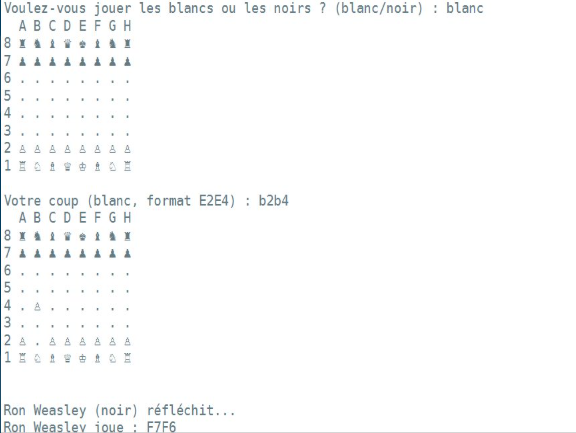 Voulez-vous jouer les blancs ou les noirs ? (blanc/noir) : blanc
A B C D E F G H
8 ♜ ♞ ♝ ♛ ♚ ♝ ♞ ♜
7 ♟ ♟ ♟ ♟ ♟ ♟ ♟ ♟
6 . . . . . . . .
5 . . . . . . . .
4 . . . . . . . .
3 . . . . . . . .
2 ♙ ♙ ♙ ♙ ♙ ♙ ♙ ♙
1 ♖ ♘ ♗ ♕ ♔ ♗ ♘ ♖
Votre coup (blanc, format E2E4) : b2b4
A B C D E F G H
8 ♜ ♞ ♝ ♛ ♚ ♝ ♞ ♜
7 ♟ ♟ ♟ ♟ ♟ ♟ ♟ ♟
6 . . . . . . . .
5 . . . . . . . .
4 . ♙ . . . . . .
3 . . . . . . . .
2 ♙ . ♙ ♙ ♙ ♙ ♙ ♙
1 ♖ ♘ ♗ ♕ ♔ ♗ ♘ ♖
Ron Weasley (noir) réfléchit...
Ron Weasley joue : F7F6